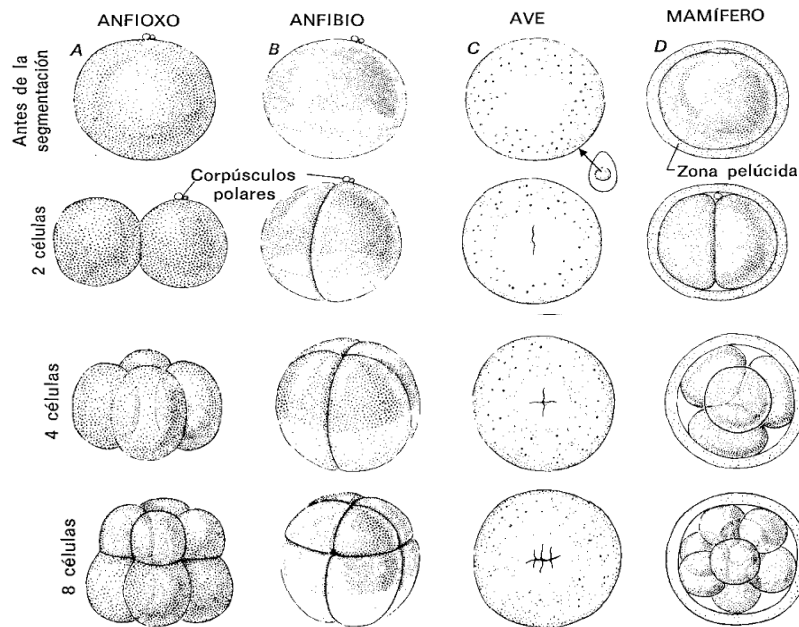 ANFIOXO
ANFIBIO
AVE
MAMÍFERO
A
B
C
D
Antes de la
segmentación
Zona pelúcida
Corpúsculos
polares
2 células
4 células
8 células